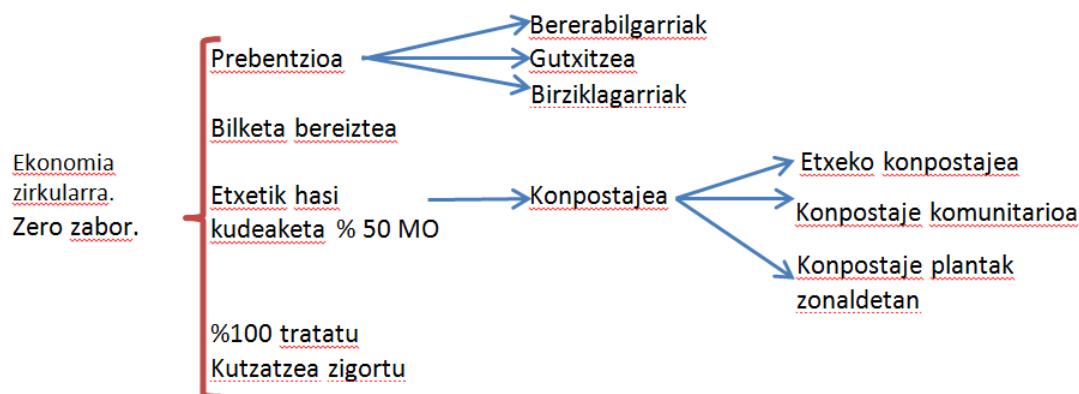 Ekonomia
zirkularra.
Zero zabor.
Prebentzioa
Bererabilgarriak
Gutxitzea
Birziklagarriak
Bilketa bereiztea
Etxetik hasi
kudeaketa % 50 MO
Konpostajea
Etxeko konpostajea
Konpostaje komunitarioa
Konpostaje plantak
zonaldetan
%100 tratatu
Kutzatzea zigortu